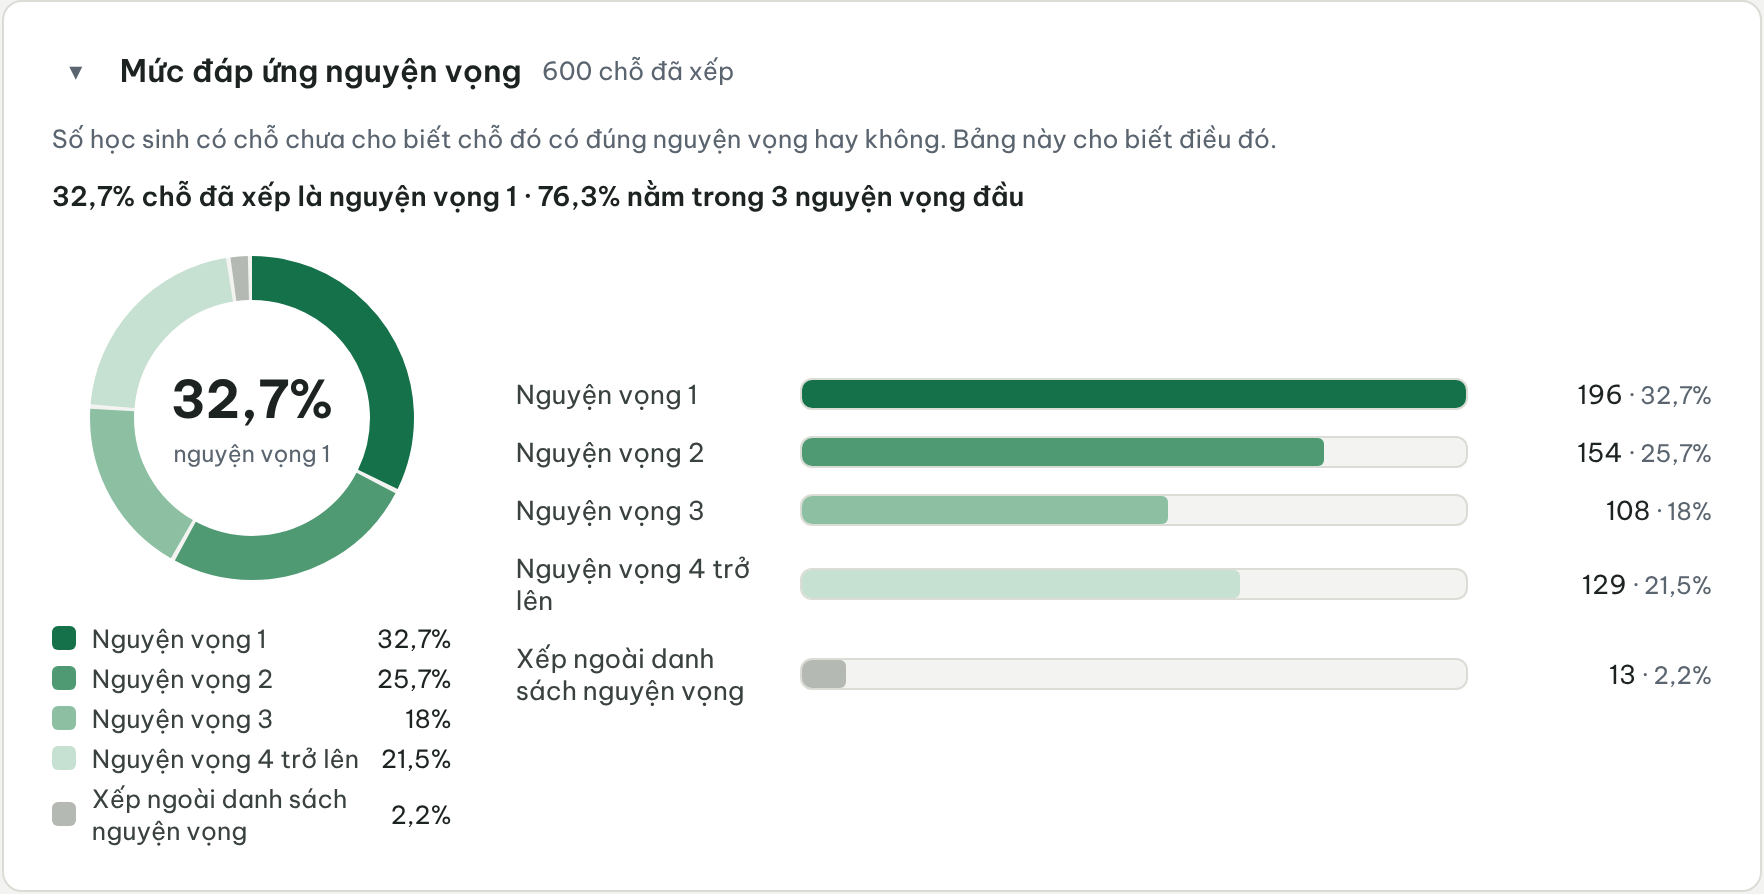 ▼ Mức đáp ứng nguyện vọng 600 chỗ đã xếp
Số học sinh có chỗ chưa cho biết chỗ đó có đúng nguyện vọng hay không. Bảng này cho biết điều đó.
32,7% chỗ đã xếp là nguyện vọng 1 · 76,3% nằm trong 3 nguyện vọng đầu
32,7%
nguyện vọng 1
Nguyện vọng 1 32,7%
Nguyện vọng 2 25,7%
Nguyện vọng 3 18%
Nguyện vọng 4 trở lên 21,5%
Xếp ngoài danh sách
nguyện vọng 2,2%
Nguyện vọng 1 196 · 32,7%
Nguyện vọng 2 154 · 25,7%
Nguyện vọng 3 108 · 18%
Nguyện vọng 4 trở
lên 129 · 21,5%
Xếp ngoài danh
sách nguyện vọng 13 · 2,2%